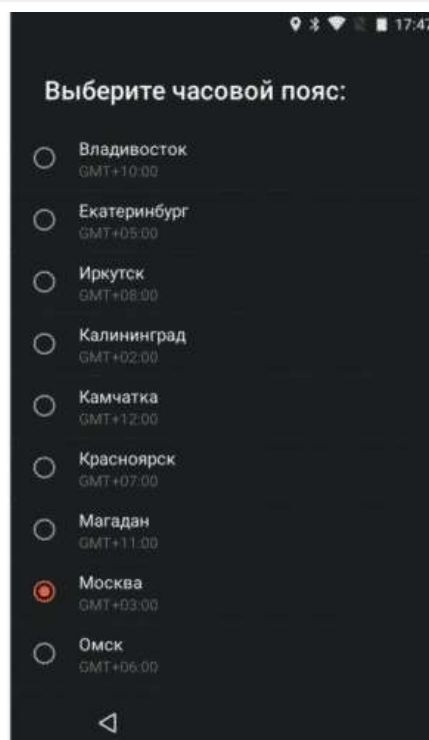 17:47
Выберите часовой пояс:
Владивосток
GMT+10:00
Екатеринбург
GMT+05:00
Иркутск
GMT+08:00
Калининград
GMT+02:00
Камчатка
GMT+12:00
Красноярск
GMT+07:00
Магадан
GMT+11:00
Москва
GMT+03:00
Омск
GMT+06:00